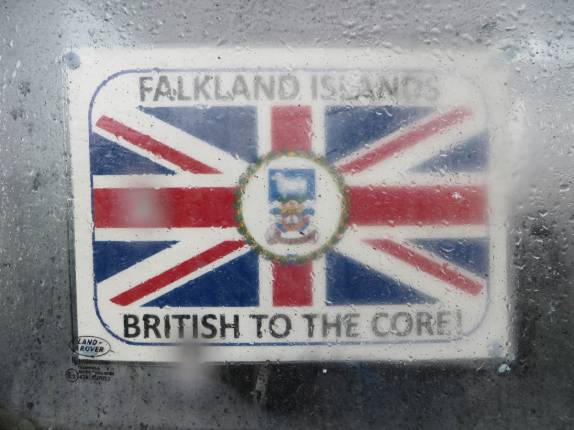 FALKLAND ISLANDS
BRITISH TO THE CORE!
LAND-
ROVER